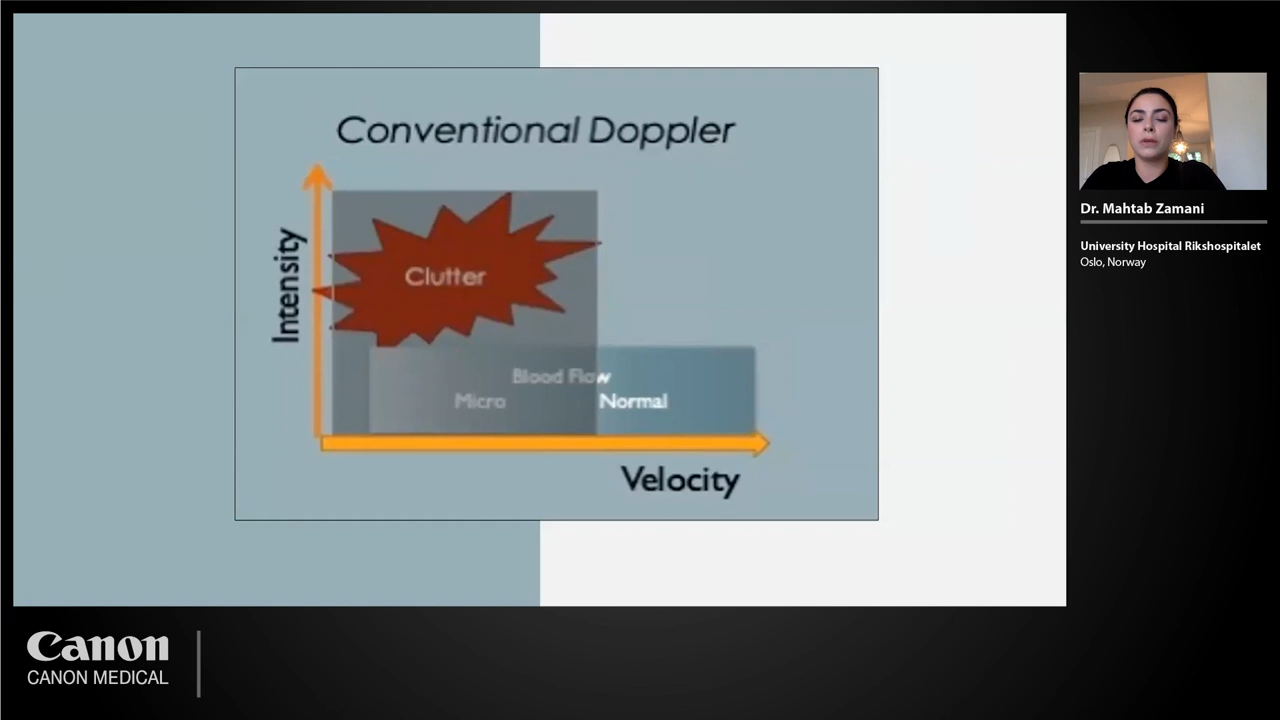 Conventional Doppler
Intensity
Clutter
Blood Flow
Micro
Normal
Velocity
Dr. Mahtab Zamani
University Hospital Rikshospitalet
Oslo, Norway
Canon
CANON MEDICAL